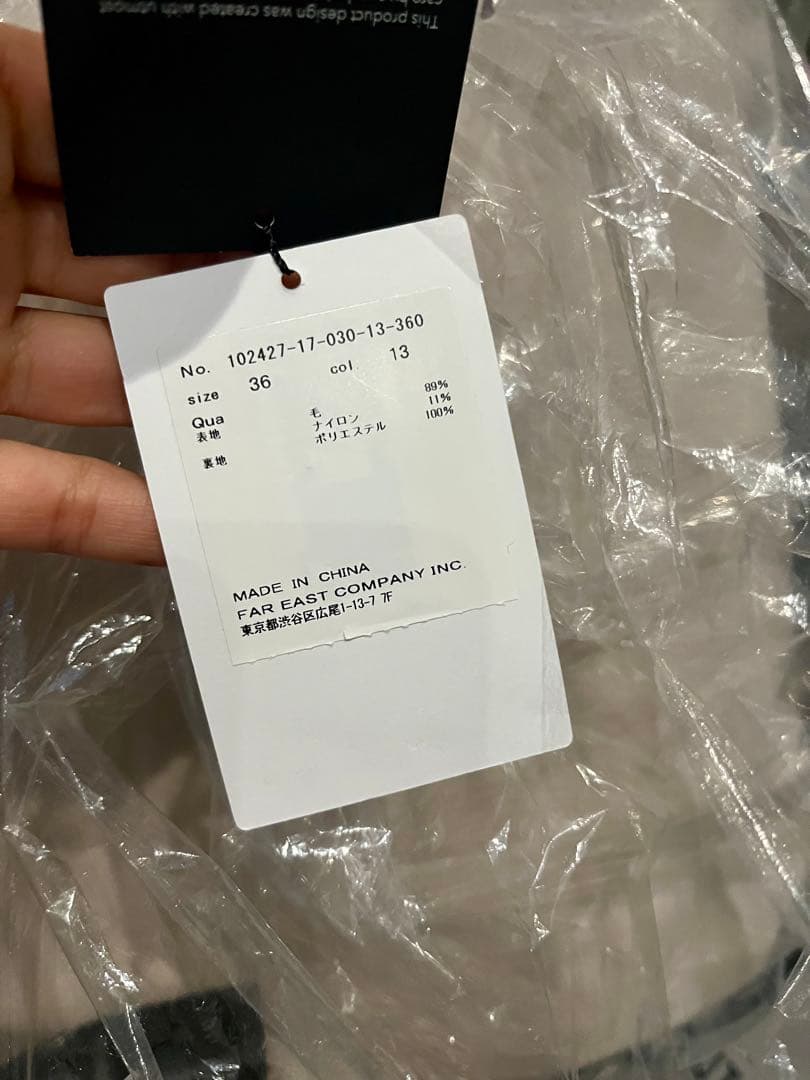 This product design was created with utmost
No. 102427-17-030-13-360
size 36 col 13
Qua
表地 毛 89%
ナイロン 11%
裏地 ポリエステル 100%
MADE IN CHINA
FAR EAST COMPANY INC.
東京都渋谷区広尾1-13-7 7F